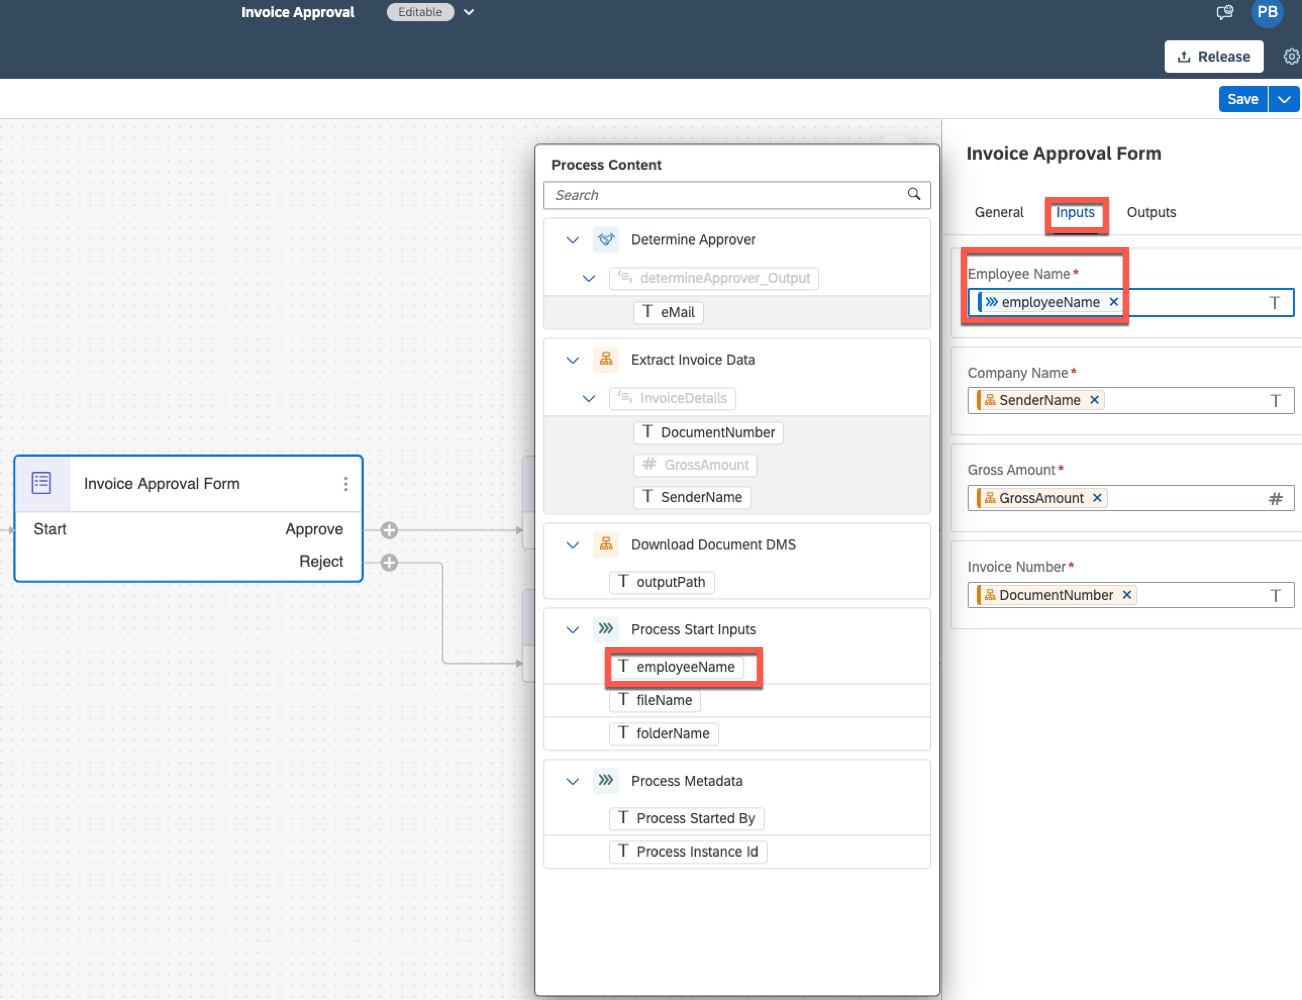 Invoice Approval
Editable
PB
Release
Save
Process Content
Search
Determine Approver
determineApprover_Output
T eMail
Extract Invoice Data
InvoiceDetails
T DocumentNumber
# GrossAmount
T SenderName
Download Document DMS
T outputPath
Process Start Inputs
T employeeName
T fileName
T folderName
Process Metadata
T Process Started By
T Process Instance Id
Invoice Approval Form
Start
Approve
Reject
Invoice Approval Form
General Inputs Outputs
Employee Name*
employeeName × T
Company Name*
SenderName × T
Gross Amount*
GrossAmount × #
Invoice Number*
DocumentNumber × T